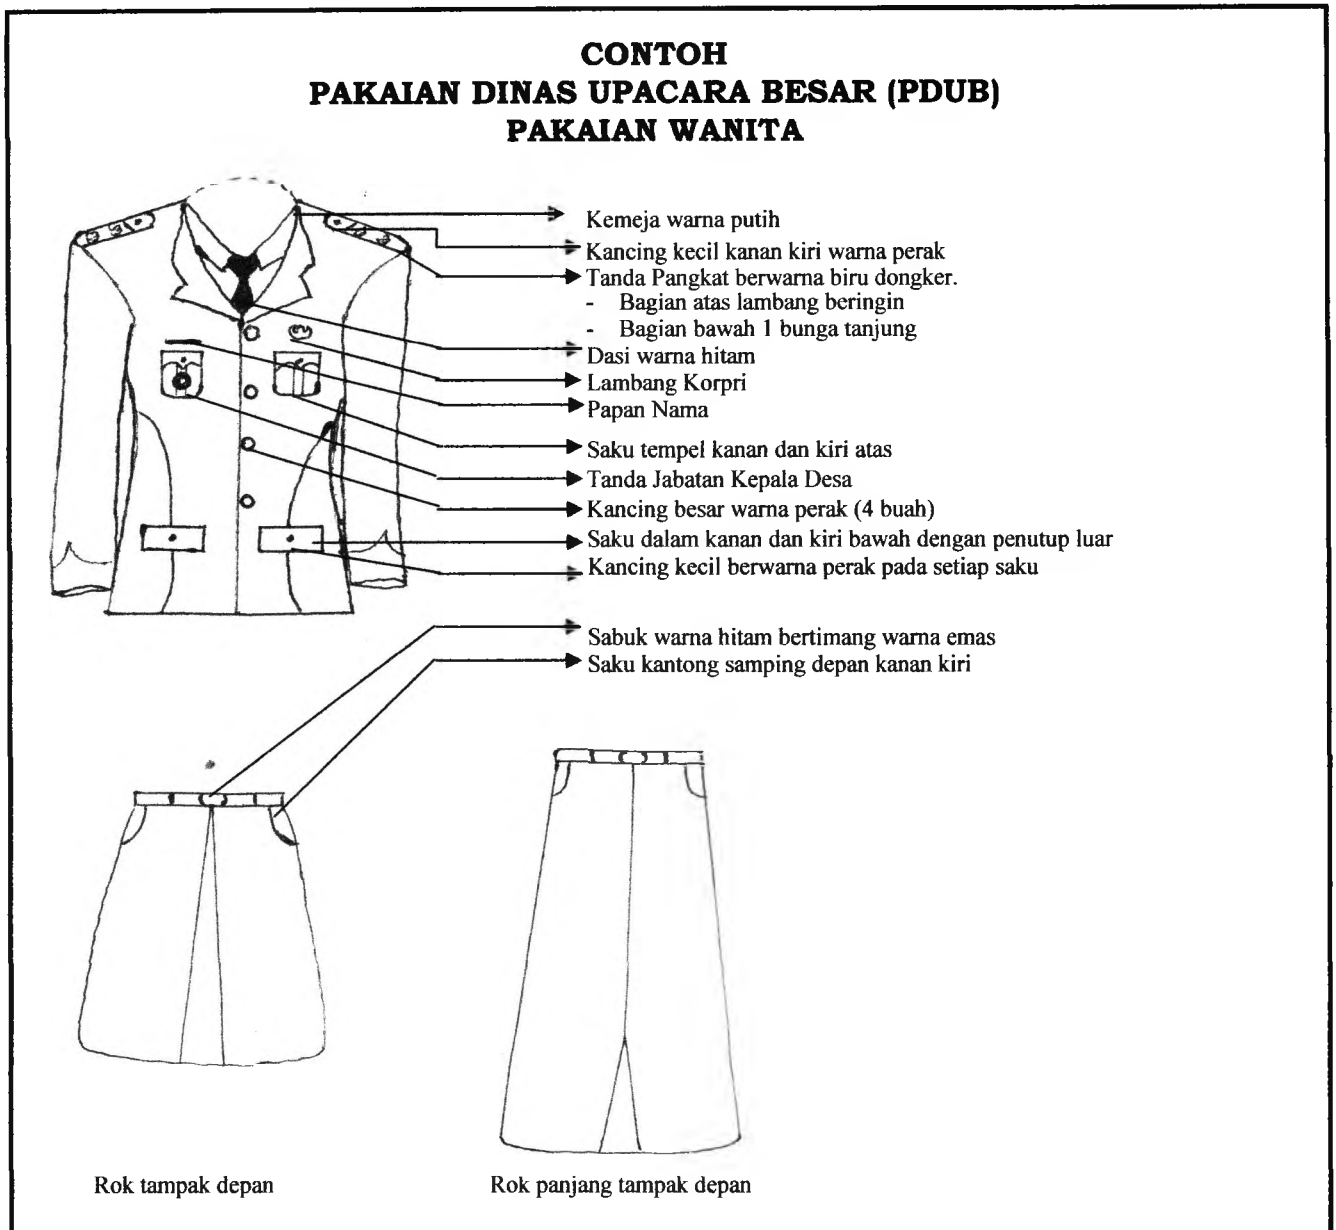 CONTOH
PAKAIAN DINAS UPACARA BESAR (PDUB)
PAKAIAN WANITA
Kemeja warna putih
Kancing kecil kanan kiri warna perak
Tanda Pangkat berwarna biru dongker.
- Bagian atas lambang beringin
- Bagian bawah 1 bunga tanjung
Dasi warna hitam
Lambang Korpri
Papan Nama
Saku tempel kanan dan kiri atas
Tanda Jabatan Kepala Desa
Kancing besar warna perak (4 buah)
Saku dalam kanan dan kiri bawah dengan penutup luar
Kancing kecil berwarna perak pada setiap saku
Sabuk warna hitam bertimang warna emas
Saku kantong samping depan kanan kiri
Rok tampak depan
Rok panjang tampak depan